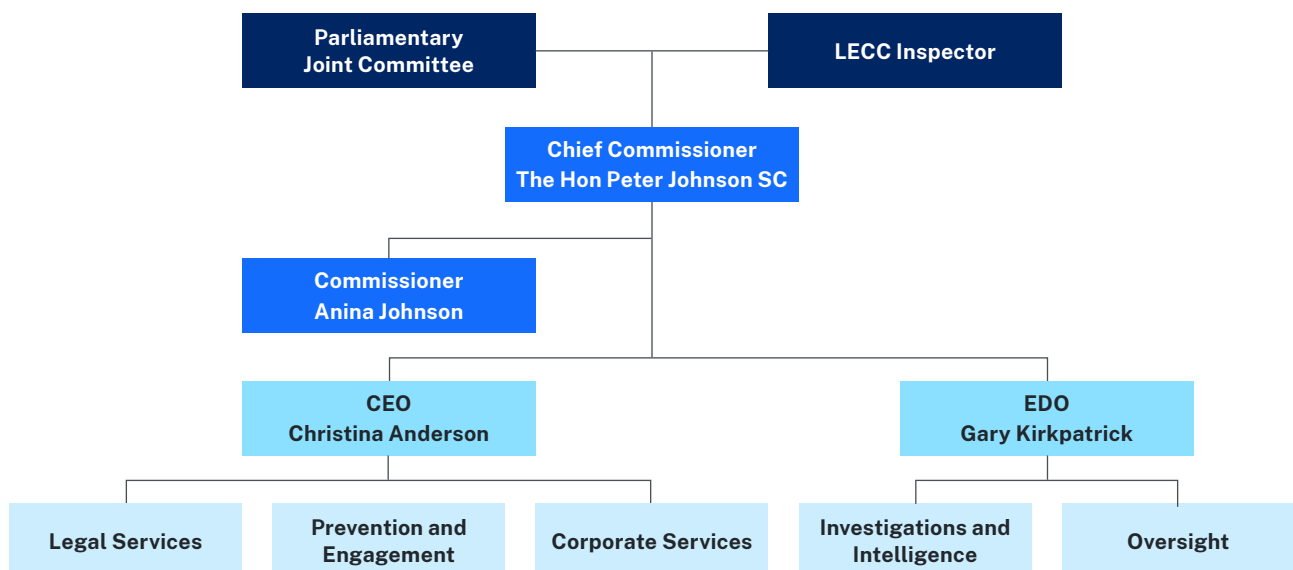 Parliamentary
Joint Committee
LECC Inspector
Chief Commissioner
The Hon Peter Johnson SC
Commissioner
Anina Johnson
CEO
Christina Anderson
EDO
Gary Kirkpatrick
Legal Services
Prevention and
Engagement
Corporate Services
Investigations and
Intelligence
Oversight